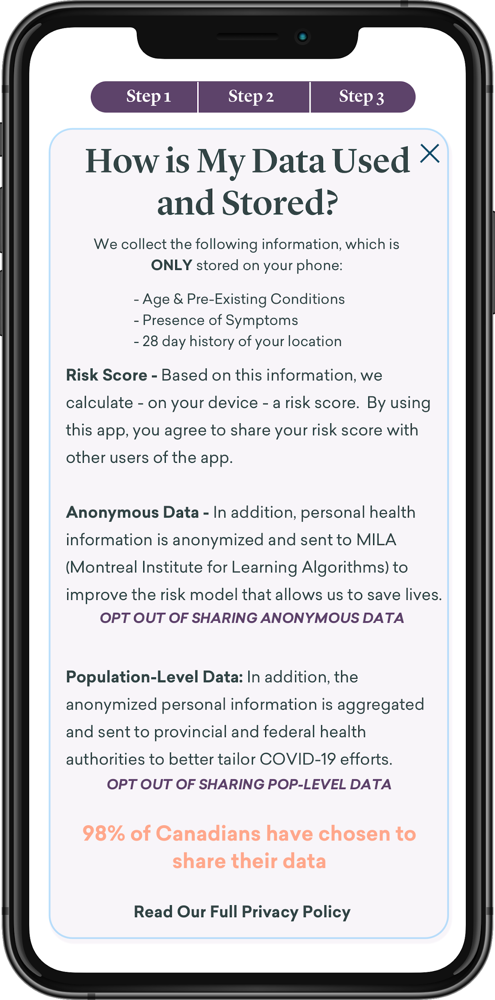 Step 1 Step 2 Step 3
How is My Data Used
and Stored?
We collect the following information, which is
ONLY stored on your phone:
- Age & Pre-Existing Conditions
- Presence of Symptoms
- 28 day history of your location
Risk Score - Based on this information, we
calculate - on your device - a risk score. By using
this app, you agree to share your risk score with
other users of the app.
Anonymous Data - In addition, personal health
information is anonymized and sent to MILA
(Montreal Institute for Learning Algorithms) to
improve the risk model that allows us to save lives.
OPT OUT OF SHARING ANONYMOUS DATA
Population-Level Data: In addition, the
anonymized personal information is aggregated
and sent to provincial and federal health
authorities to better tailor COVID-19 efforts.
OPT OUT OF SHARING POP-LEVEL DATA
98% of Canadians have chosen to
share their data
Read Our Full Privacy Policy